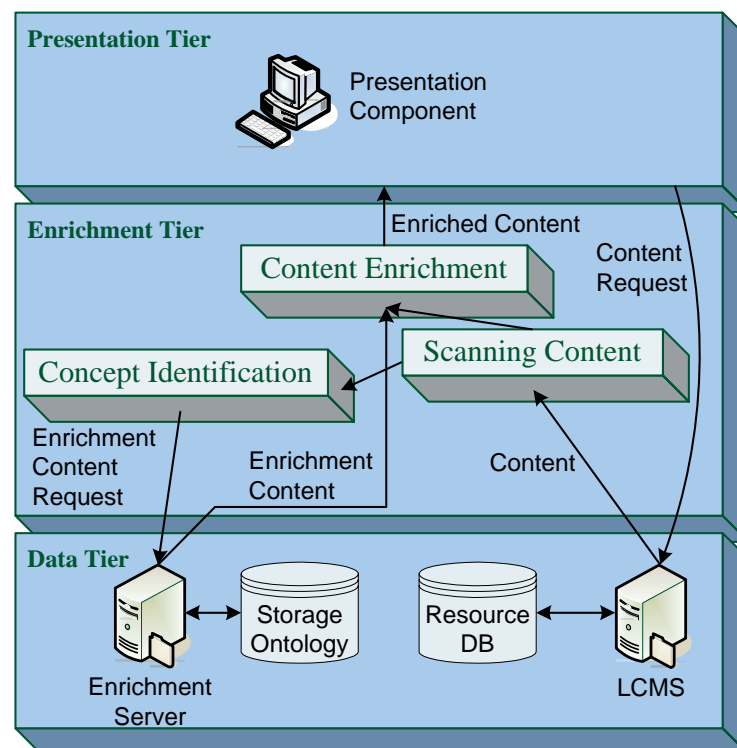 Presentation Tier
Presentation
Component
Enrichment Tier
Enriched Content
Content Enrichment
Content
Request
Scanning Content
Concept Identification
Enrichment
Content
Request
Enrichment
Content
Content
Data Tier
Storage
Ontology
Resource
DB
Enrichment
Server
LCMS